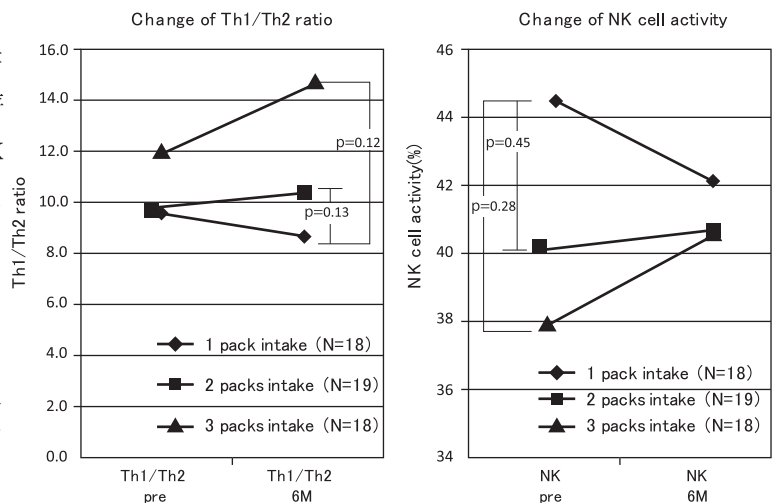 Change of Th1/Th2 ratio
16.0
14.0
12.0
10.0
8.0
6.0
4.0
2.0
0.0
Th1/Th2 ratio
p=0.12
p=0.13
1 pack intake (N=18)
2 packs intake (N=19)
3 packs intake (N=18)
Th1/Th2
pre
Th1/Th2
6M
Change of NK cell activity
46
44
42
40
38
36
34
NK cell activity(%)
p=0.45
p=0.28
1 pack intake (N=18)
2 packs intake (N=19)
3 packs intake (N=18)
NK
pre
NK
6M